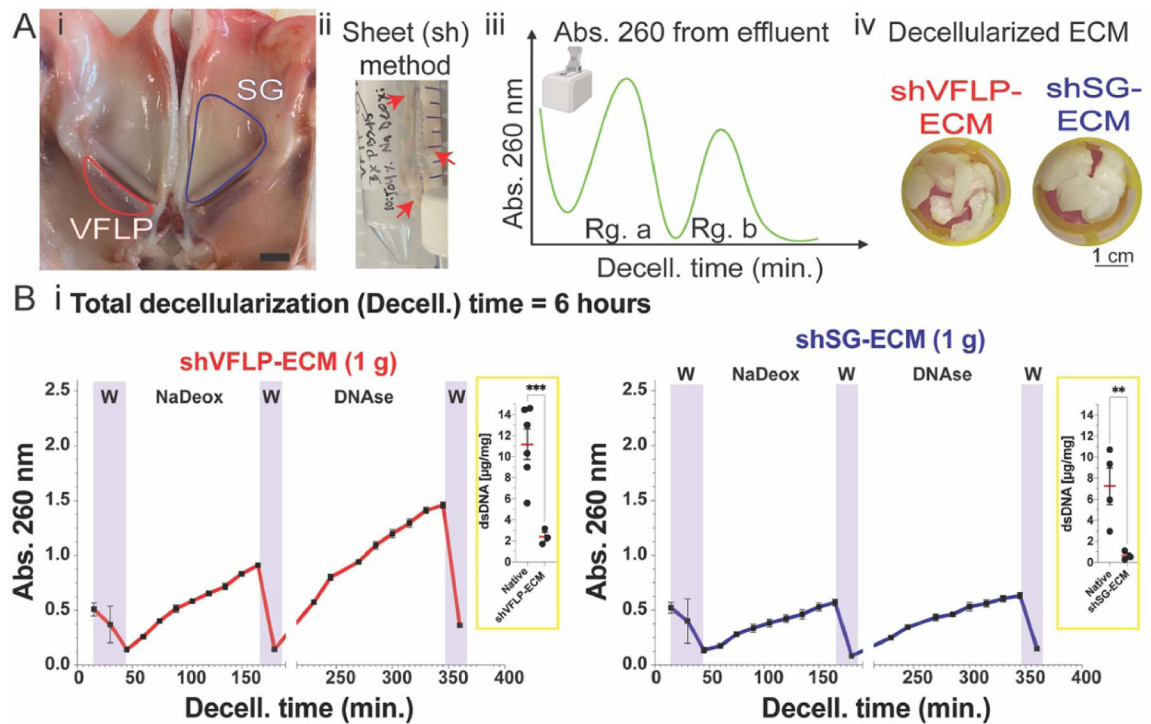 A
i
SG
VFLP
ii
Sheet (sh)
method
iii
Abs. 260 from effluent
Abs. 260 nm
Rg. a
Rg. b
Decell. time (min.)
iv
Decellularized ECM
shVFLP-
ECM
shSG-
ECM
1 cm
B
i
Total decellularization (Decell.) time = 6 hours
shVFLP-ECM (1 g)
W
NaDeox
W
DNAse
W
Abs. 260 nm
2.5
2.0
1.5
1.0
0.5
0.0
0
50
100
150
250
300
350
400
Decell. time (min.)
***
dsDNA [µg/mg]
14
12
10
8
6
4
2
0
Native
shVFLP-ECM
shSG-ECM (1 g)
W
NaDeox
W
DNAse
W
Abs. 260 nm
2.5
2.0
1.5
1.0
0.5
0.0
0
50
100
150
250
300
350
400
Decell. time (min.)
**
dsDNA [µg/mg]
14
12
10
8
6
4
2
0
Native
shSG-ECM